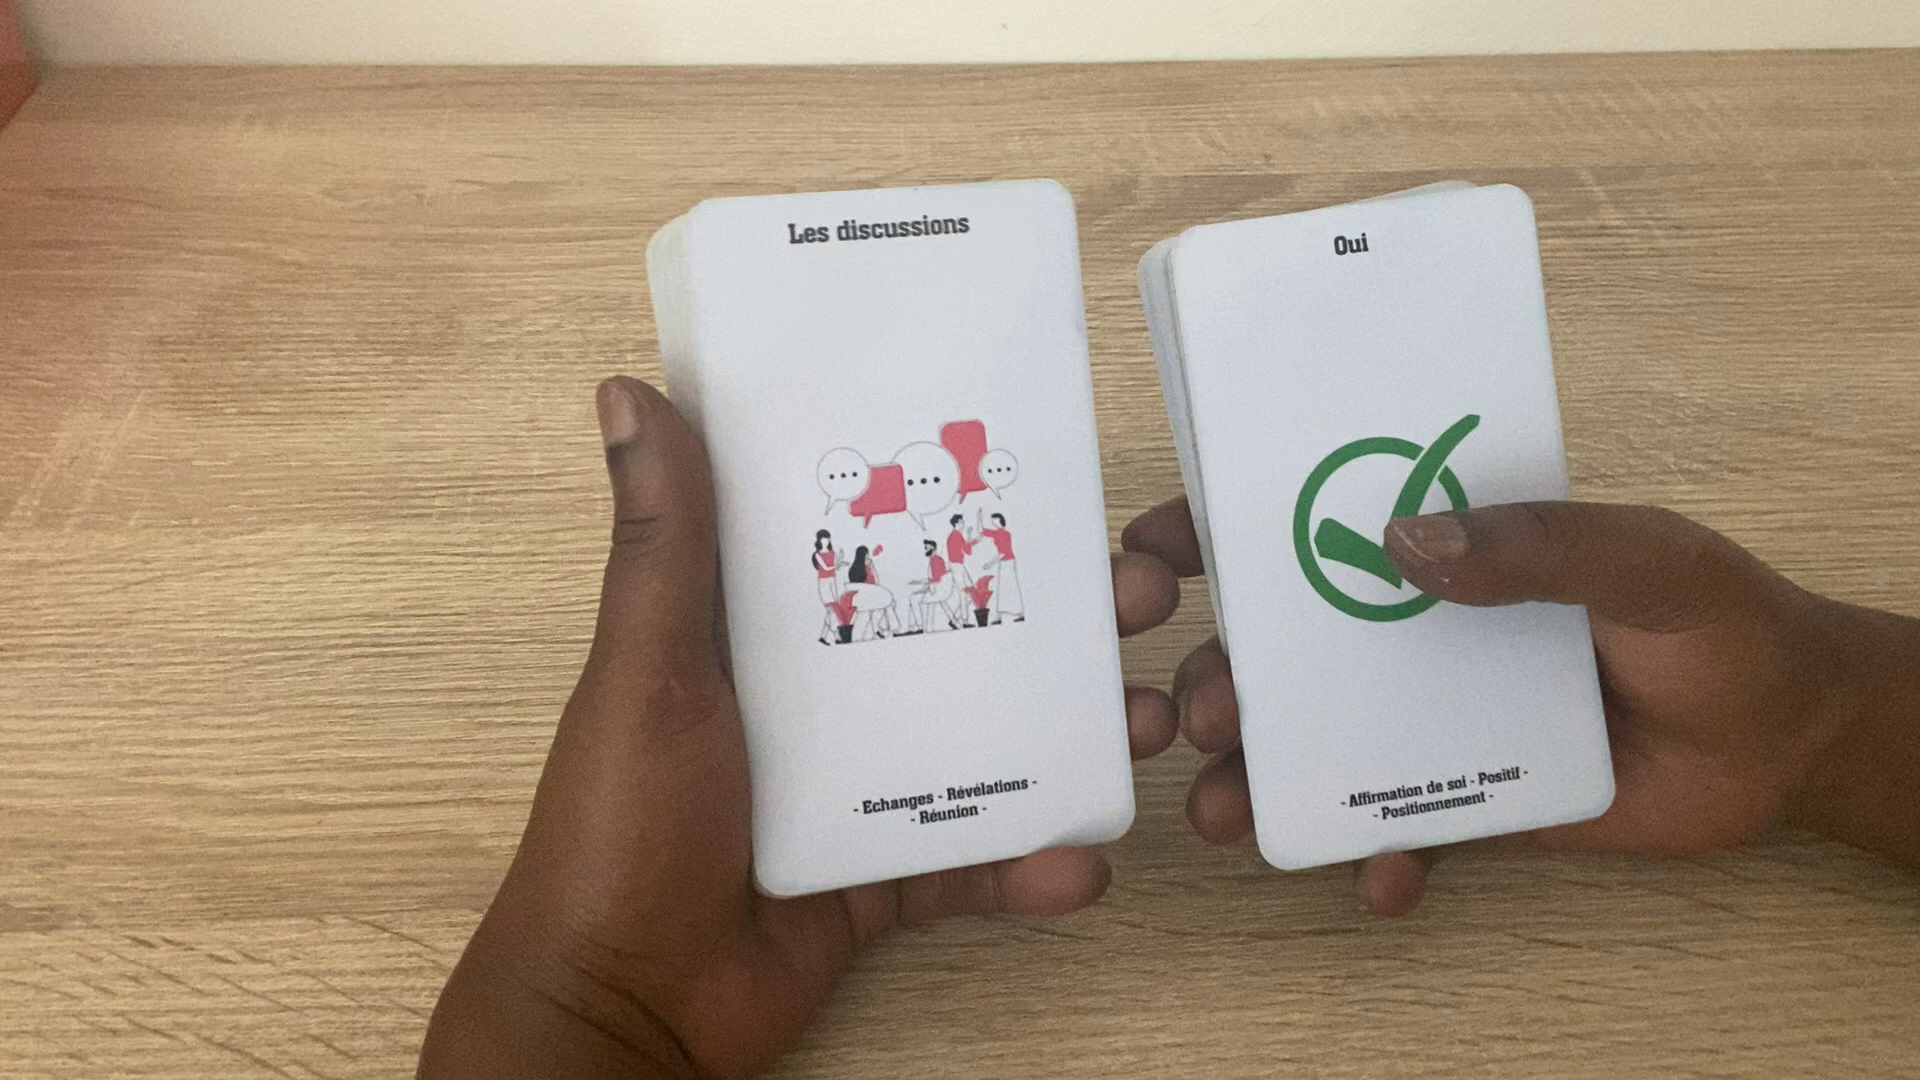 Les discussions
- Echanges - Révélations -
- Réunion -
Oui
- Affirmation de soi - Positif -
- Positionnement -